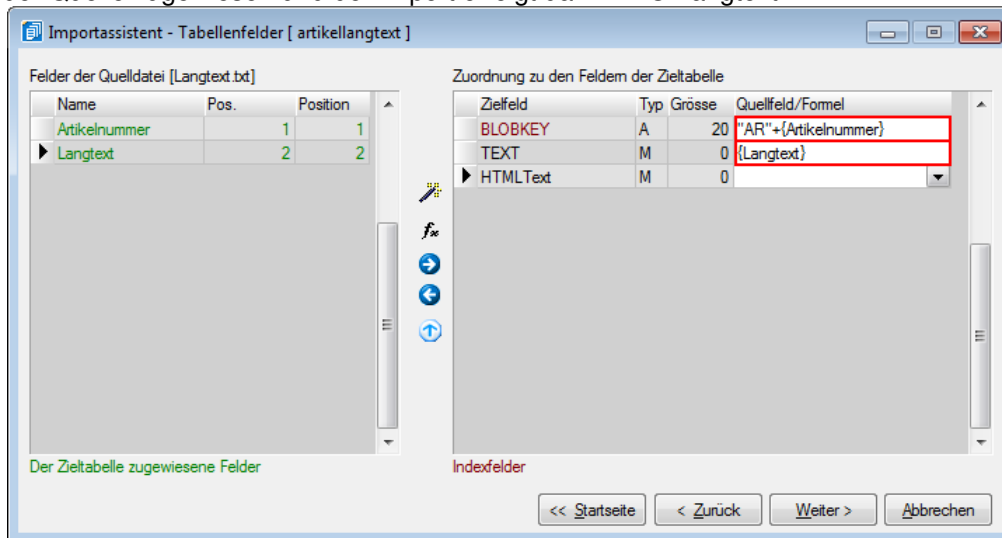 Importassistent - Tabellenfelder [ artikellangtext ]
Felder der Quelldatei [Langtext.txt]
Zuordnung zu den Feldern der Zieltabelle
Name Pos. Position
Artikelnummer 1 1
Langtext 2 2
Zielfeld Typ Grösse Quellfeld/Formel
BLOBKEY A 20 "AR"+{Artikelnummer}
TEXT M 0 {Langtext}
HTMLText M 0
fx
Der Zieltabelle zugewiesene Felder
Indexfelder
<< Startseite < Zurück Weiter > Abbrechen